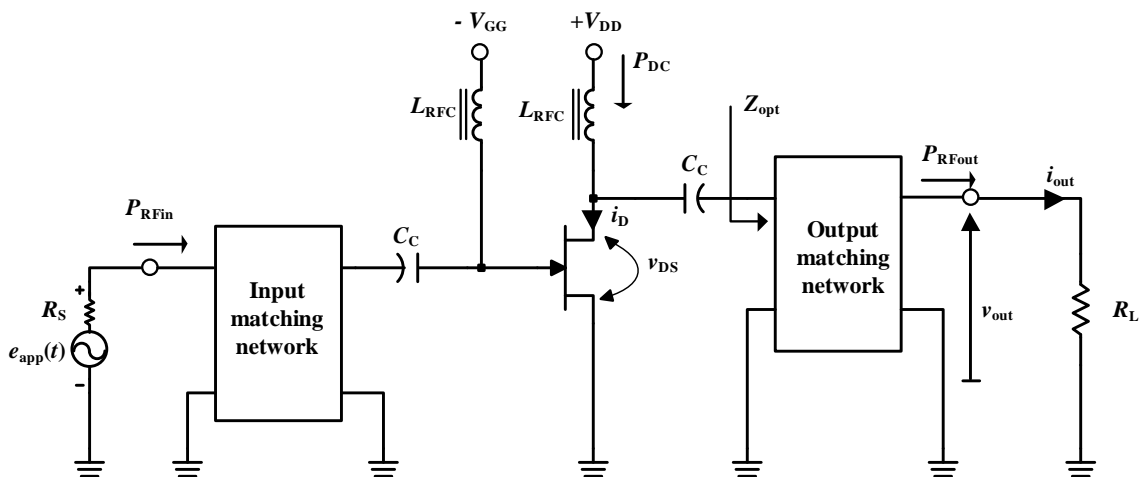 - V_GG
+V_DD
P_DC
L_RFC
L_RFC
Z_opt
C_C
P_RFout
i_out
P_RFin
C_C
i_D
v_DS
Output
matching
network
Input
matching
network
R_S
e_app(t)
+
-
v_out
R_L